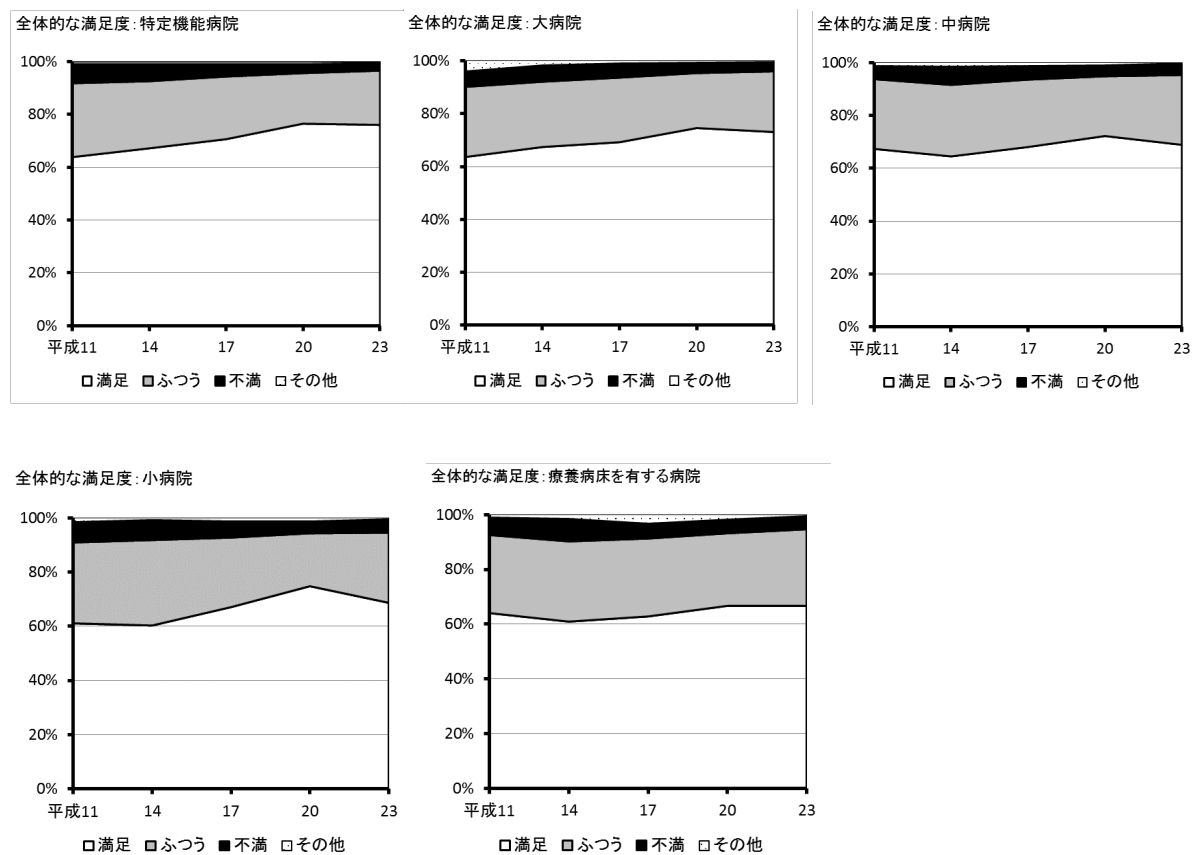 全体的な満足度：特定機能病院
100%
80%
60%
40%
20%
0%
平成11 14 17 20 23
満足 ふつう 不満 その他
全体的な満足度：大病院
100%
80%
60%
40%
20%
0%
平成11 14 17 20 23
満足 ふつう 不満 その他
全体的な満足度：中病院
100%
80%
60%
40%
20%
0%
平成11 14 17 20 23
満足 ふつう 不満 その他
全体的な満足度：小病院
100%
80%
60%
40%
20%
0%
平成11 14 17 20 23
満足 ふつう 不満 その他
全体的な満足度：療養病床を有する病院
100%
80%
60%
40%
20%
0%
平成11 14 17 20 23
満足 ふつう 不満 その他